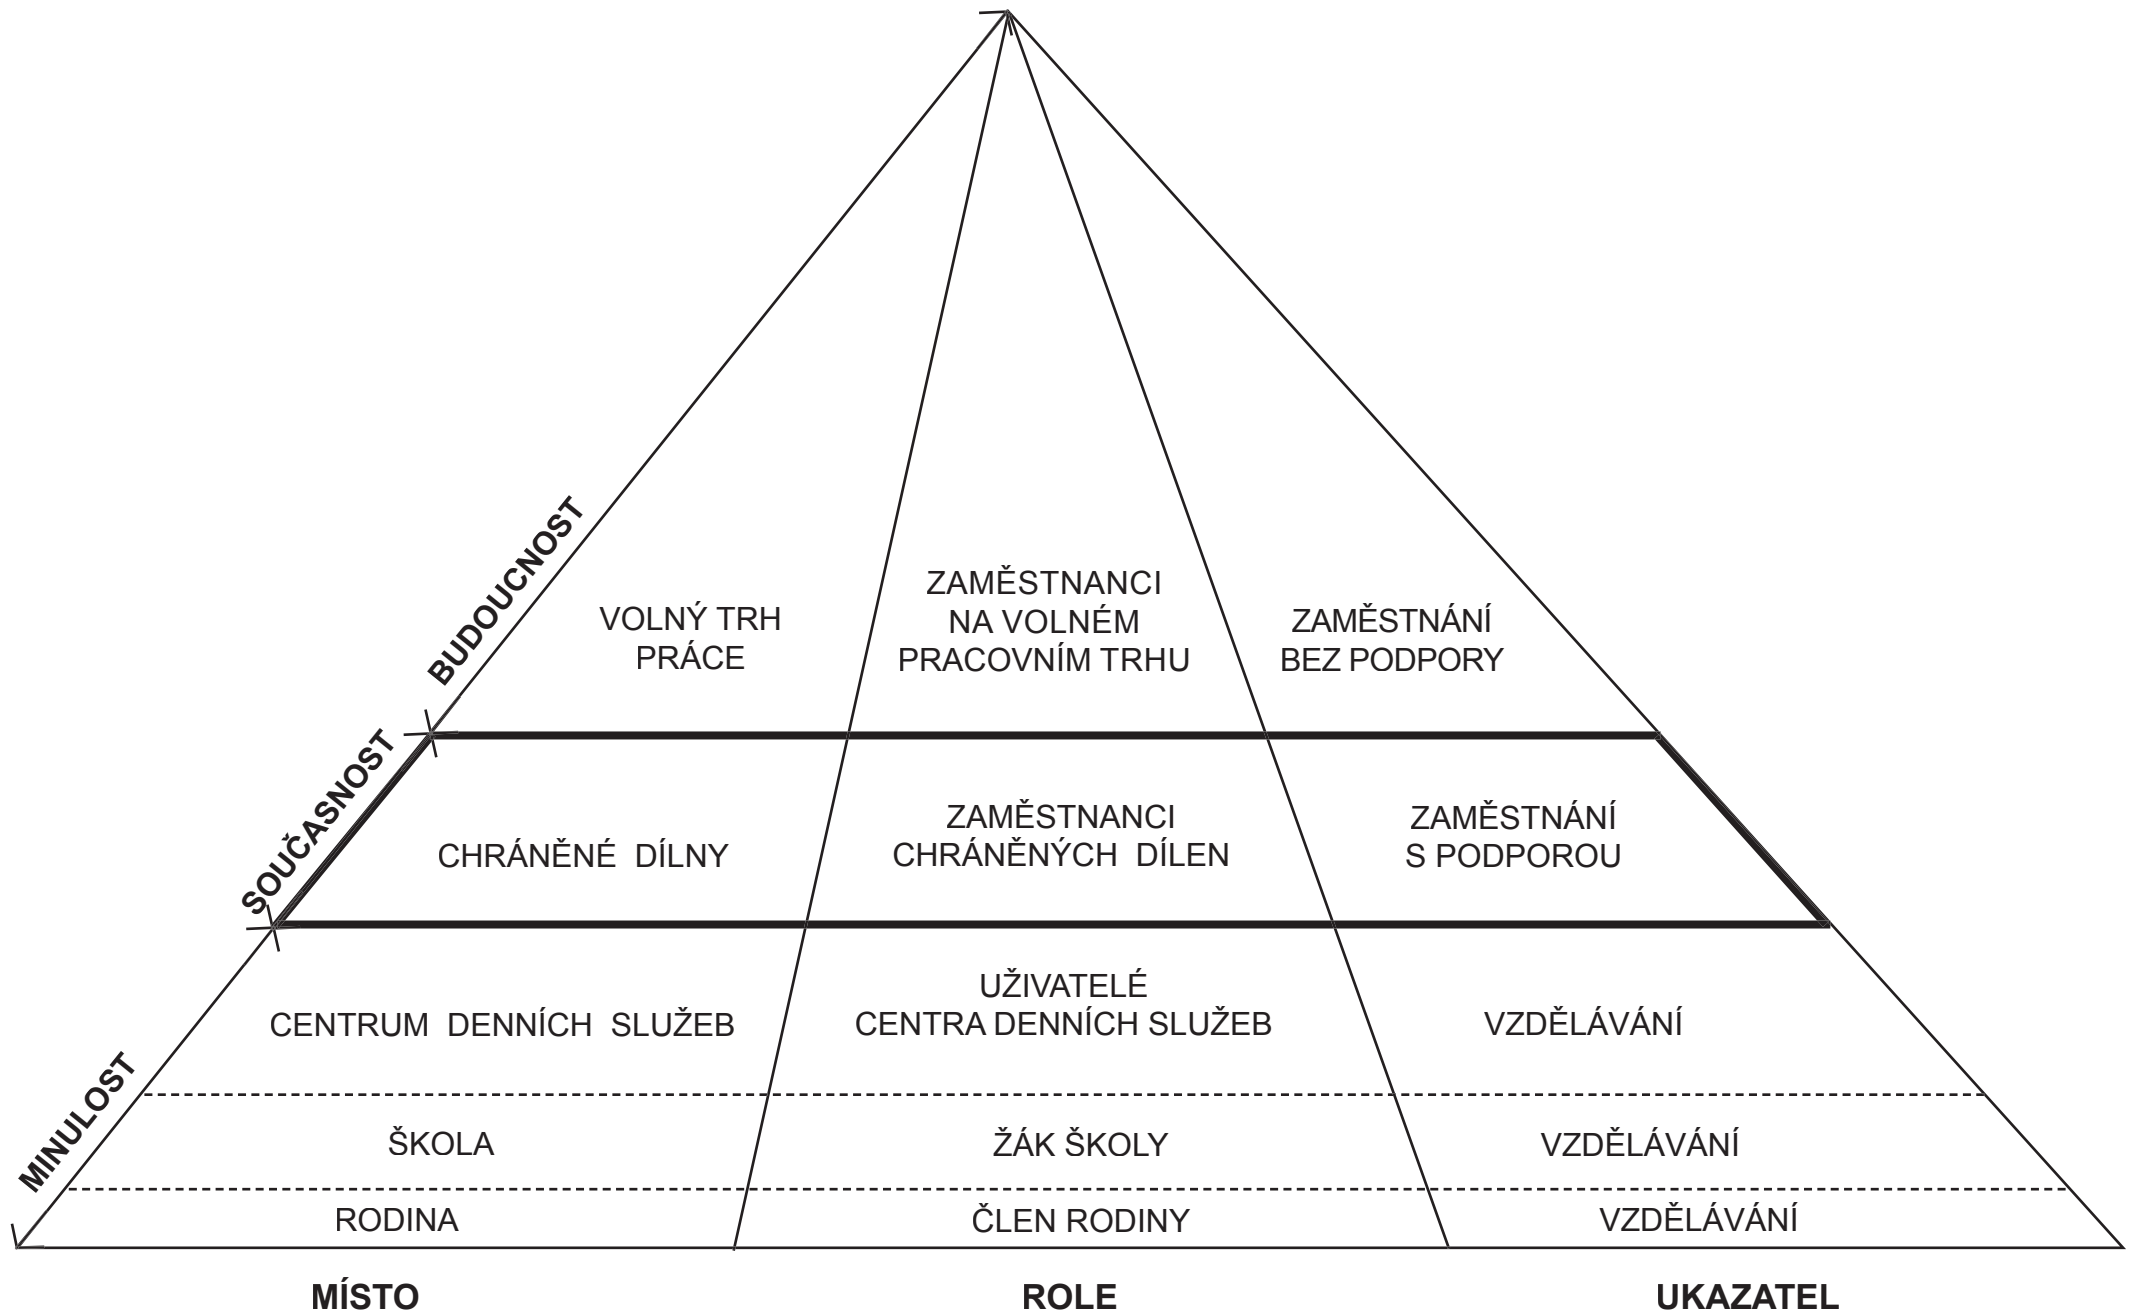 BUDOUCNOST
VOLNÝ TRH
PRÁCE
ZAMĚSTNANCI
NA VOLNÉM
PRACOVNÍM TRHU
ZAMĚSTNÁNÍ
BEZ PODPORY
SOUČASNOST
CHRÁNĚNÉ DÍLNY
ZAMĚSTNANCI
CHRÁNĚNÝCH DÍLEN
ZAMĚSTNÁNÍ
S PODPOROU
MINULOST
CENTRUM DENNÍCH SLUŽEB
UŽIVATELÉ
CENTRA DENNÍCH SLUŽEB
VZDĚLÁVÁNÍ
ŠKOLA
ŽÁK ŠKOLY
VZDĚLÁVÁNÍ
RODINA
ČLEN RODINY
VZDĚLÁVÁNÍ
MÍSTO
ROLE
UKAZATEL